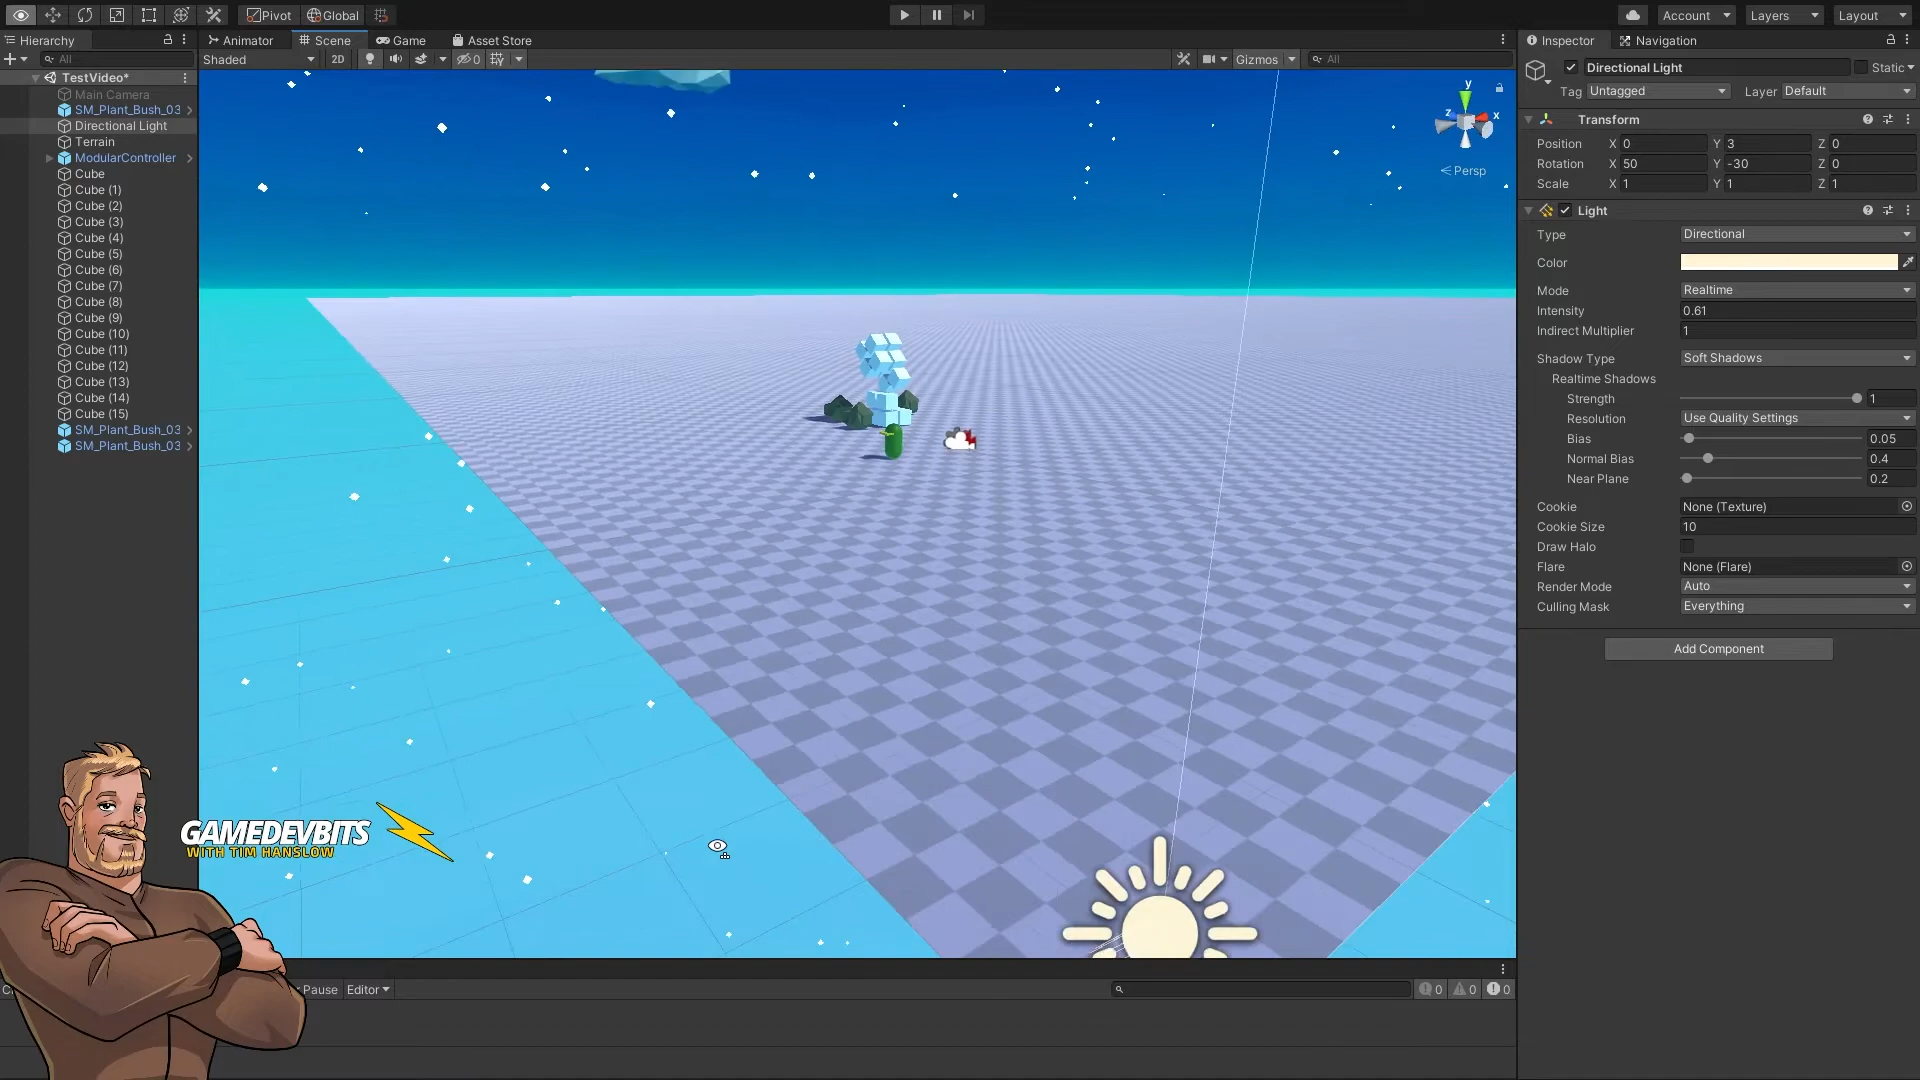 Pivot Global Account Layers Layout
Hierarchy Animator Scene Game Asset Store Inspector Navigation
All Shaded 2D 0 Gizmos All
Directional Light Static
Tag Untagged Layer Default
TestVideo*
Main Camera
SM_Plant_Bush_03
Directional Light
Terrain
ModularController
Cube
Cube (1)
Cube (2)
Cube (3)
Cube (4)
Cube (5)
Cube (6)
Cube (7)
Cube (8)
Cube (9)
Cube (10)
Cube (11)
Cube (12)
Cube (13)
Cube (14)
Cube (15)
SM_Plant_Bush_03
SM_Plant_Bush_03
y
z x
Persp
Transform
Position X 0 Y 3 Z 0
Rotation X 50 Y -30 Z 0
Scale X 1 Y 1 Z 1
Light
Type Directional
Color
Mode Realtime
Intensity 0.61
Indirect Multiplier 1
Shadow Type Soft Shadows
Realtime Shadows
Strength 1
Resolution Use Quality Settings
Bias 0.05
Normal Bias 0.4
Near Plane 0.2
Cookie None (Texture)
Cookie Size 10
Draw Halo
Flare None (Flare)
Render Mode Auto
Culling Mask Everything
Add Component
GAMEDEVBITS
WITH TIM HANSLOW
Pause Editor 0 0 0